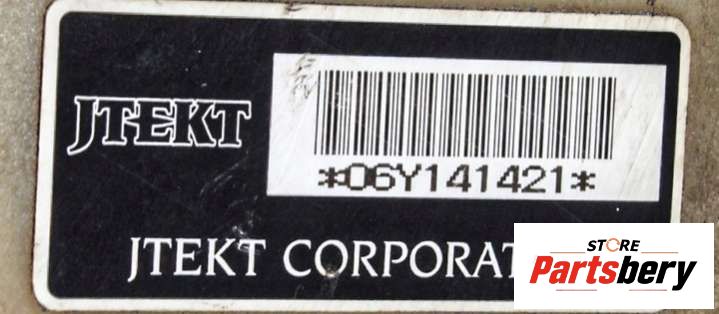 JTEKT
*06Y141421*
JTEKT CORPORAT
STORE
Partsbery